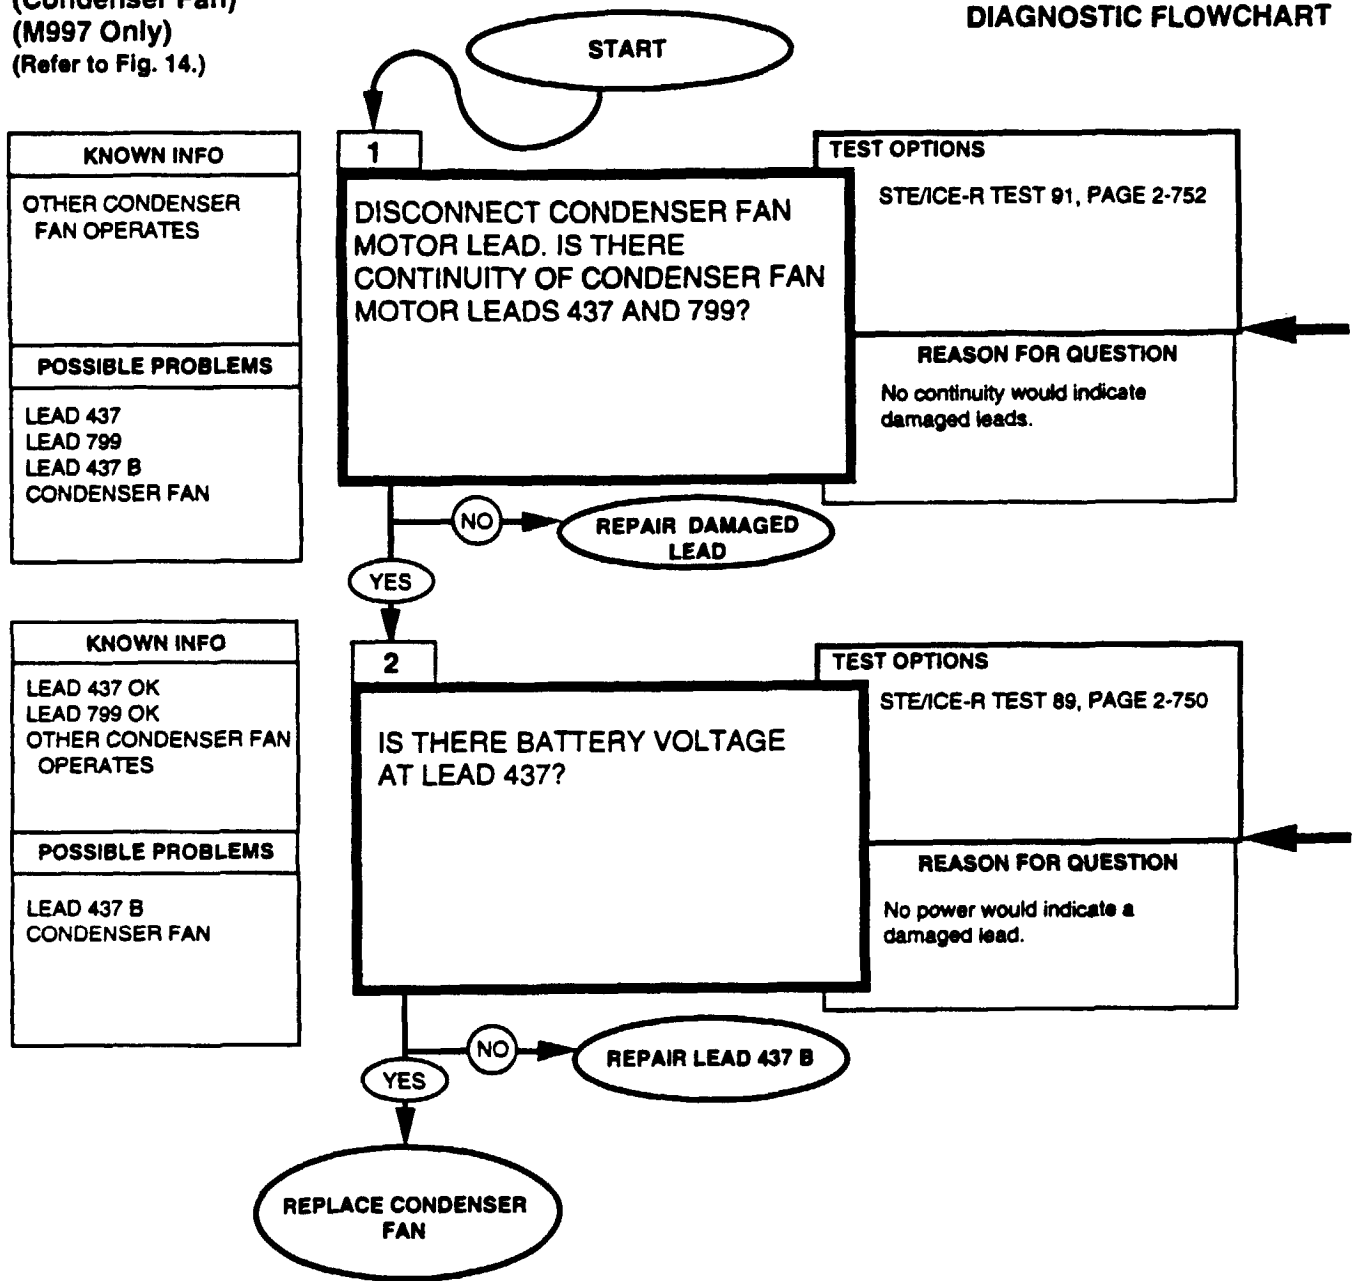 (Condenser Fan)
(M997 Only)
(Refer to Fig. 14.)
DIAGNOSTIC FLOWCHART
START
KNOWN INFO
OTHER CONDENSER
FAN OPERATES
POSSIBLE PROBLEMS
LEAD 437
LEAD 799
LEAD 437 B
CONDENSER FAN
1
DISCONNECT CONDENSER FAN
MOTOR LEAD. IS THERE
CONTINUITY OF CONDENSER FAN
MOTOR LEADS 437 AND 799?
TEST OPTIONS
STE/ICE-R TEST 91, PAGE 2-752
REASON FOR QUESTION
No continuity would indicate
damaged leads.
NO
REPAIR DAMAGED
LEAD
YES
KNOWN INFO
LEAD 437 OK
LEAD 799 OK
OTHER CONDENSER FAN
OPERATES
POSSIBLE PROBLEMS
LEAD 437 B
CONDENSER FAN
2
IS THERE BATTERY VOLTAGE
AT LEAD 437?
TEST OPTIONS
STE/ICE-R TEST 89, PAGE 2-750
REASON FOR QUESTION
No power would indicate a
damaged lead.
NO
REPAIR LEAD 437 B
YES
REPLACE CONDENSER
FAN